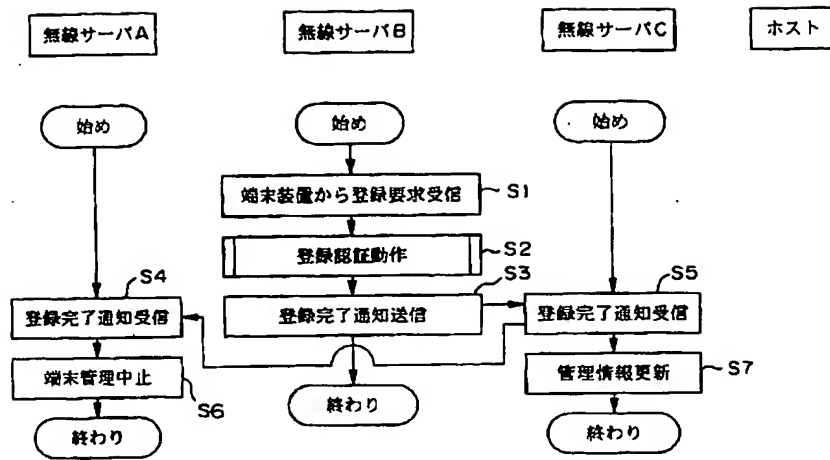 無線サーバA
無線サーバB
無線サーバC
ホスト
始め
始め
始め
端末装置から登録要求受信
S1
登録認証動作
S2
S3
S4
S5
登録完了通知受信
登録完了通知送信
登録完了通知受信
端末管理中止
S6
管理情報更新
S7
終わり
終わり
終わり